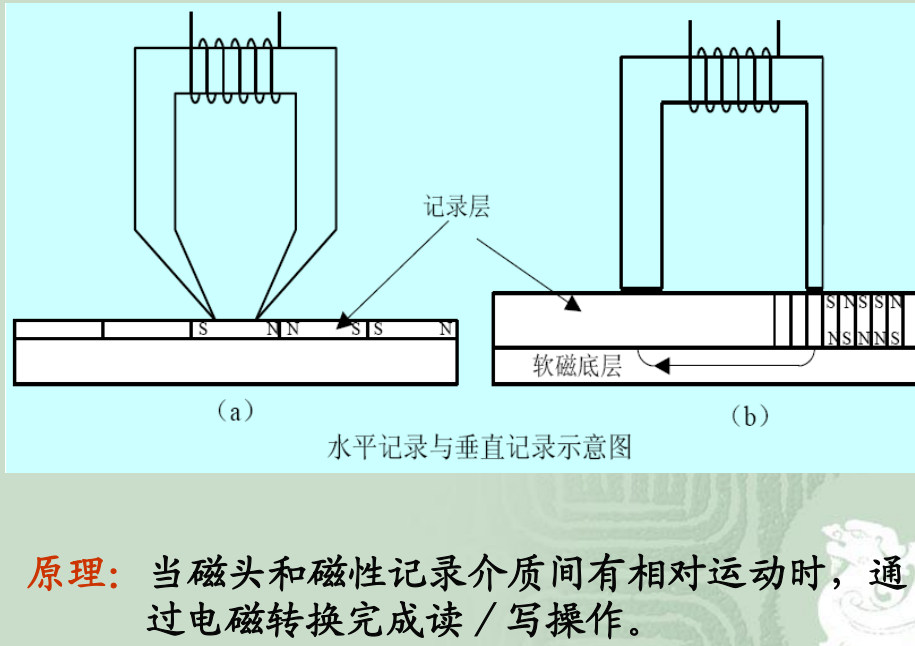 记录层
S N N S S N
S N S S N
N S N N S
软磁底层
（a）
（b）
水平记录与垂直记录示意图
原理：当磁头和磁性记录介质间有相对运动时，通
过电磁转换完成读／写操作。